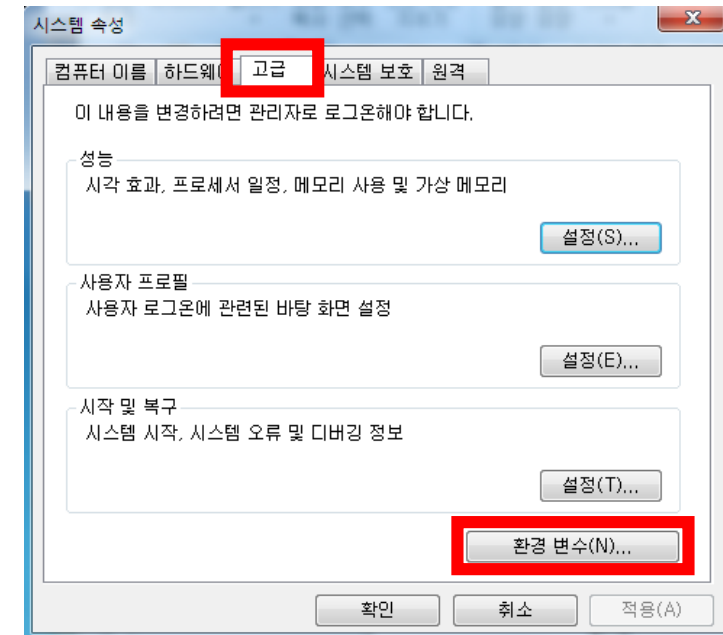 시스템 속성
컴퓨터 이름 하드웨어 고급 시스템 보호 원격
이 내용을 변경하려면 관리자로 로그온해야 합니다.
성능
시각 효과, 프로세서 일정, 메모리 사용 및 가상 메모리
설정(S)...
사용자 프로필
사용자 로그온에 관련된 바탕 화면 설정
설정(E)...
시작 및 복구
시스템 시작, 시스템 오류 및 디버깅 정보
설정(T)...
환경 변수(N)...
확인 취소 적용(A)